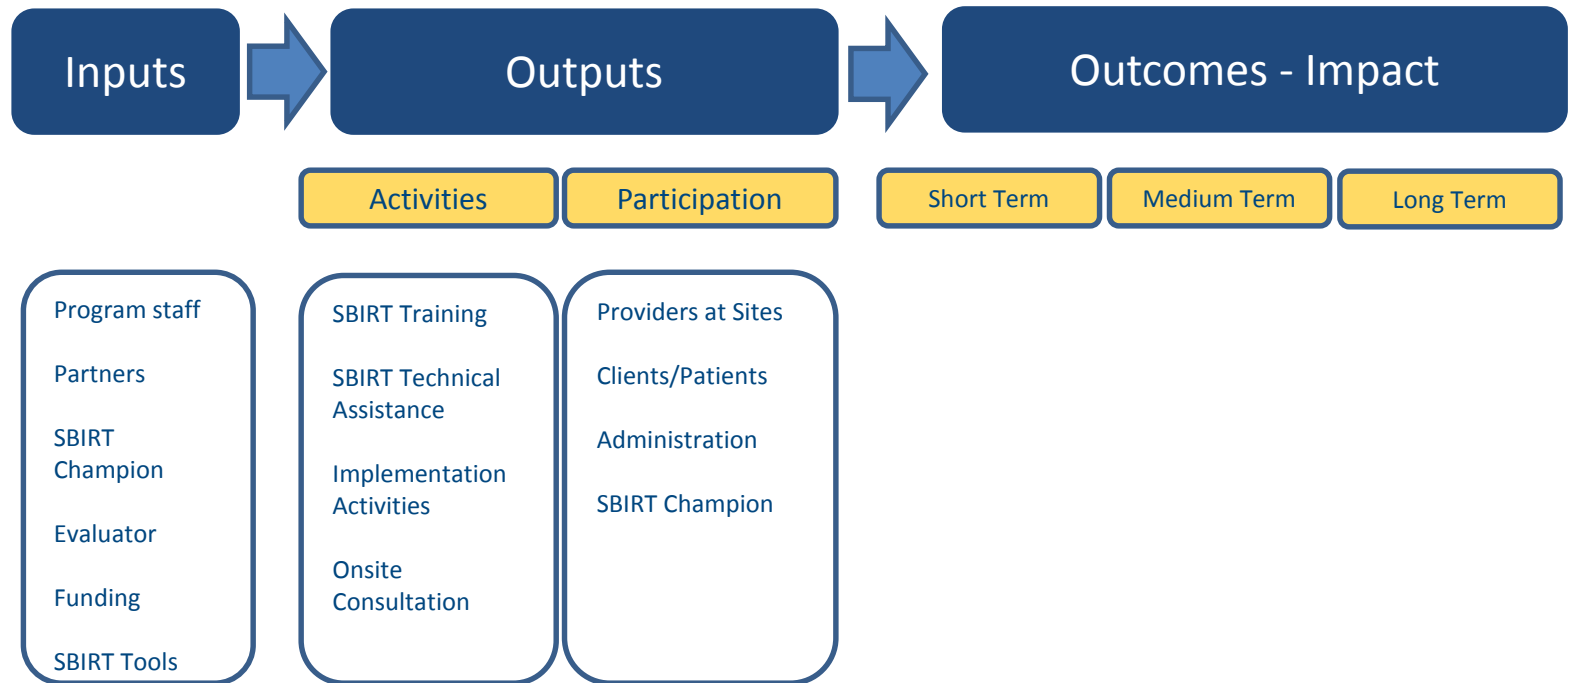 Inputs
Outputs
Outcomes - Impact
Activities
Participation
Short Term
Medium Term
Long Term
Program staff
Partners
SBIRT
Champion
Evaluator
Funding
SBIRT Tools
SBIRT Training
SBIRT Technical
Assistance
Implementation
Activities
Onsite
Consultation
Providers at Sites
Clients/Patients
Administration
SBIRT Champion